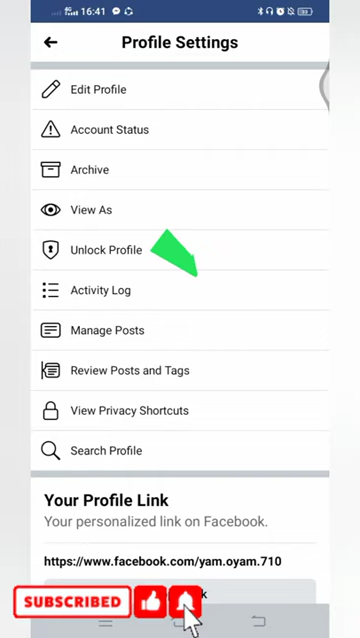 16:41
Profile Settings
Edit Profile
Account Status
Archive
View As
Unlock Profile
Activity Log
Manage Posts
Review Posts and Tags
View Privacy Shortcuts
Search Profile
Your Profile Link
Your personalized link on Facebook.
https://www.facebook.com/yam.oyam.710
SUBSCRIBED